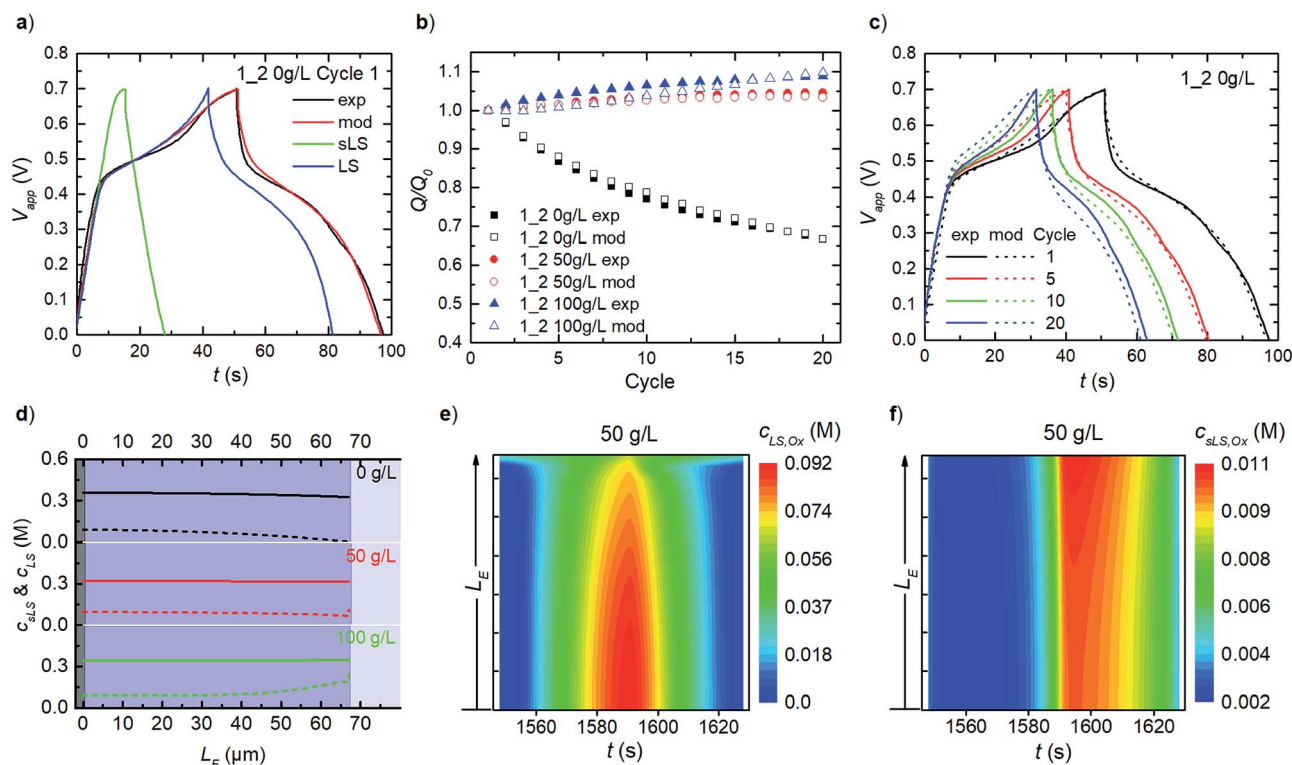 a)
1_2 0g/L Cycle 1
exp
mod
sLS
LS
V_app (V)
0.7
0.6
0.5
0.4
0.3
0.2
0.1
0.0
0 20 40 60 80 100
t (s)
b)
Q/Q_0
1.1
1.0
0.9
0.8
0.7
0.6
0.5
0.4
1_2 0g/L exp
1_2 0g/L mod
1_2 50g/L exp
1_2 50g/L mod
1_2 100g/L exp
1_2 100g/L mod
0 5 10 15 20
Cycle
c)
1_2 0g/L
V_app (V)
0.7
0.6
0.5
0.4
0.3
0.2
0.1
0.0
exp mod Cycle
1
5
10
20
0 20 40 60 80 100
t (s)
d)
0 10 20 30 40 50 60 70
c_sLS & c_LS (M)
0.6
0.3
0.0
0.3
0.0
0.3
0.0
0 g/L
50 g/L
100 g/L
0 10 20 30 40 50 60 70
L_E (µm)
e)
50 g/L
c_LS,Ox (M)
0.092
0.074
0.055
0.037
0.018
0.0
L_E
1560 1580 1600 1620
t (s)
f)
50 g/L
c_sLS,Ox (M)
0.011
0.009
0.007
0.006
0.004
0.002
L_E
1560 1580 1600 1620
t (s)